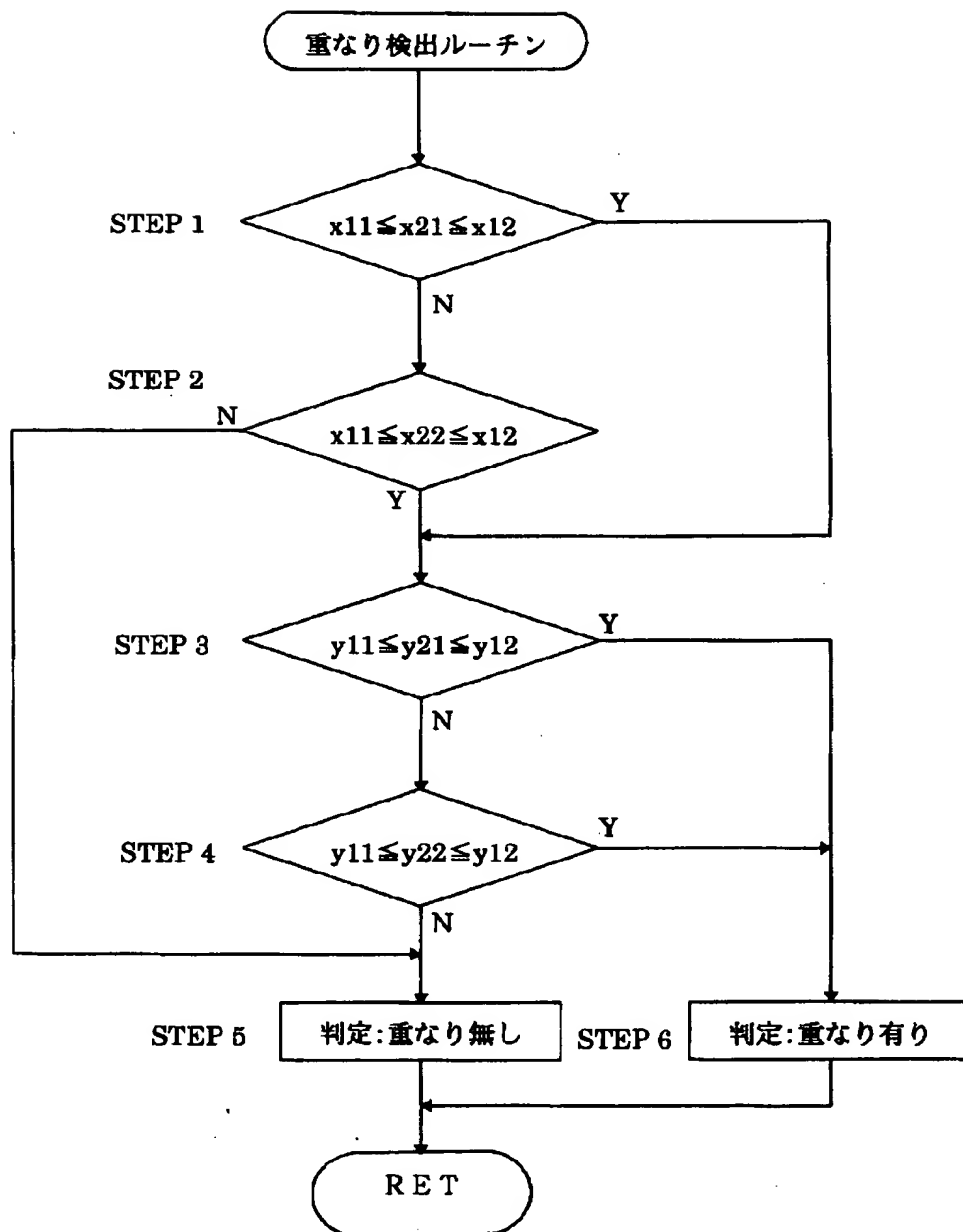 重なり検出ルーチン
STEP 1
x11≦x21≦x12
Y
N
STEP 2
N
x11≦x22≦x12
Y
STEP 3
y11≦y21≦y12
Y
N
STEP 4
y11≦y22≦y12
Y
N
STEP 5
判定:重なり無し
STEP 6
判定:重なり有り
RET